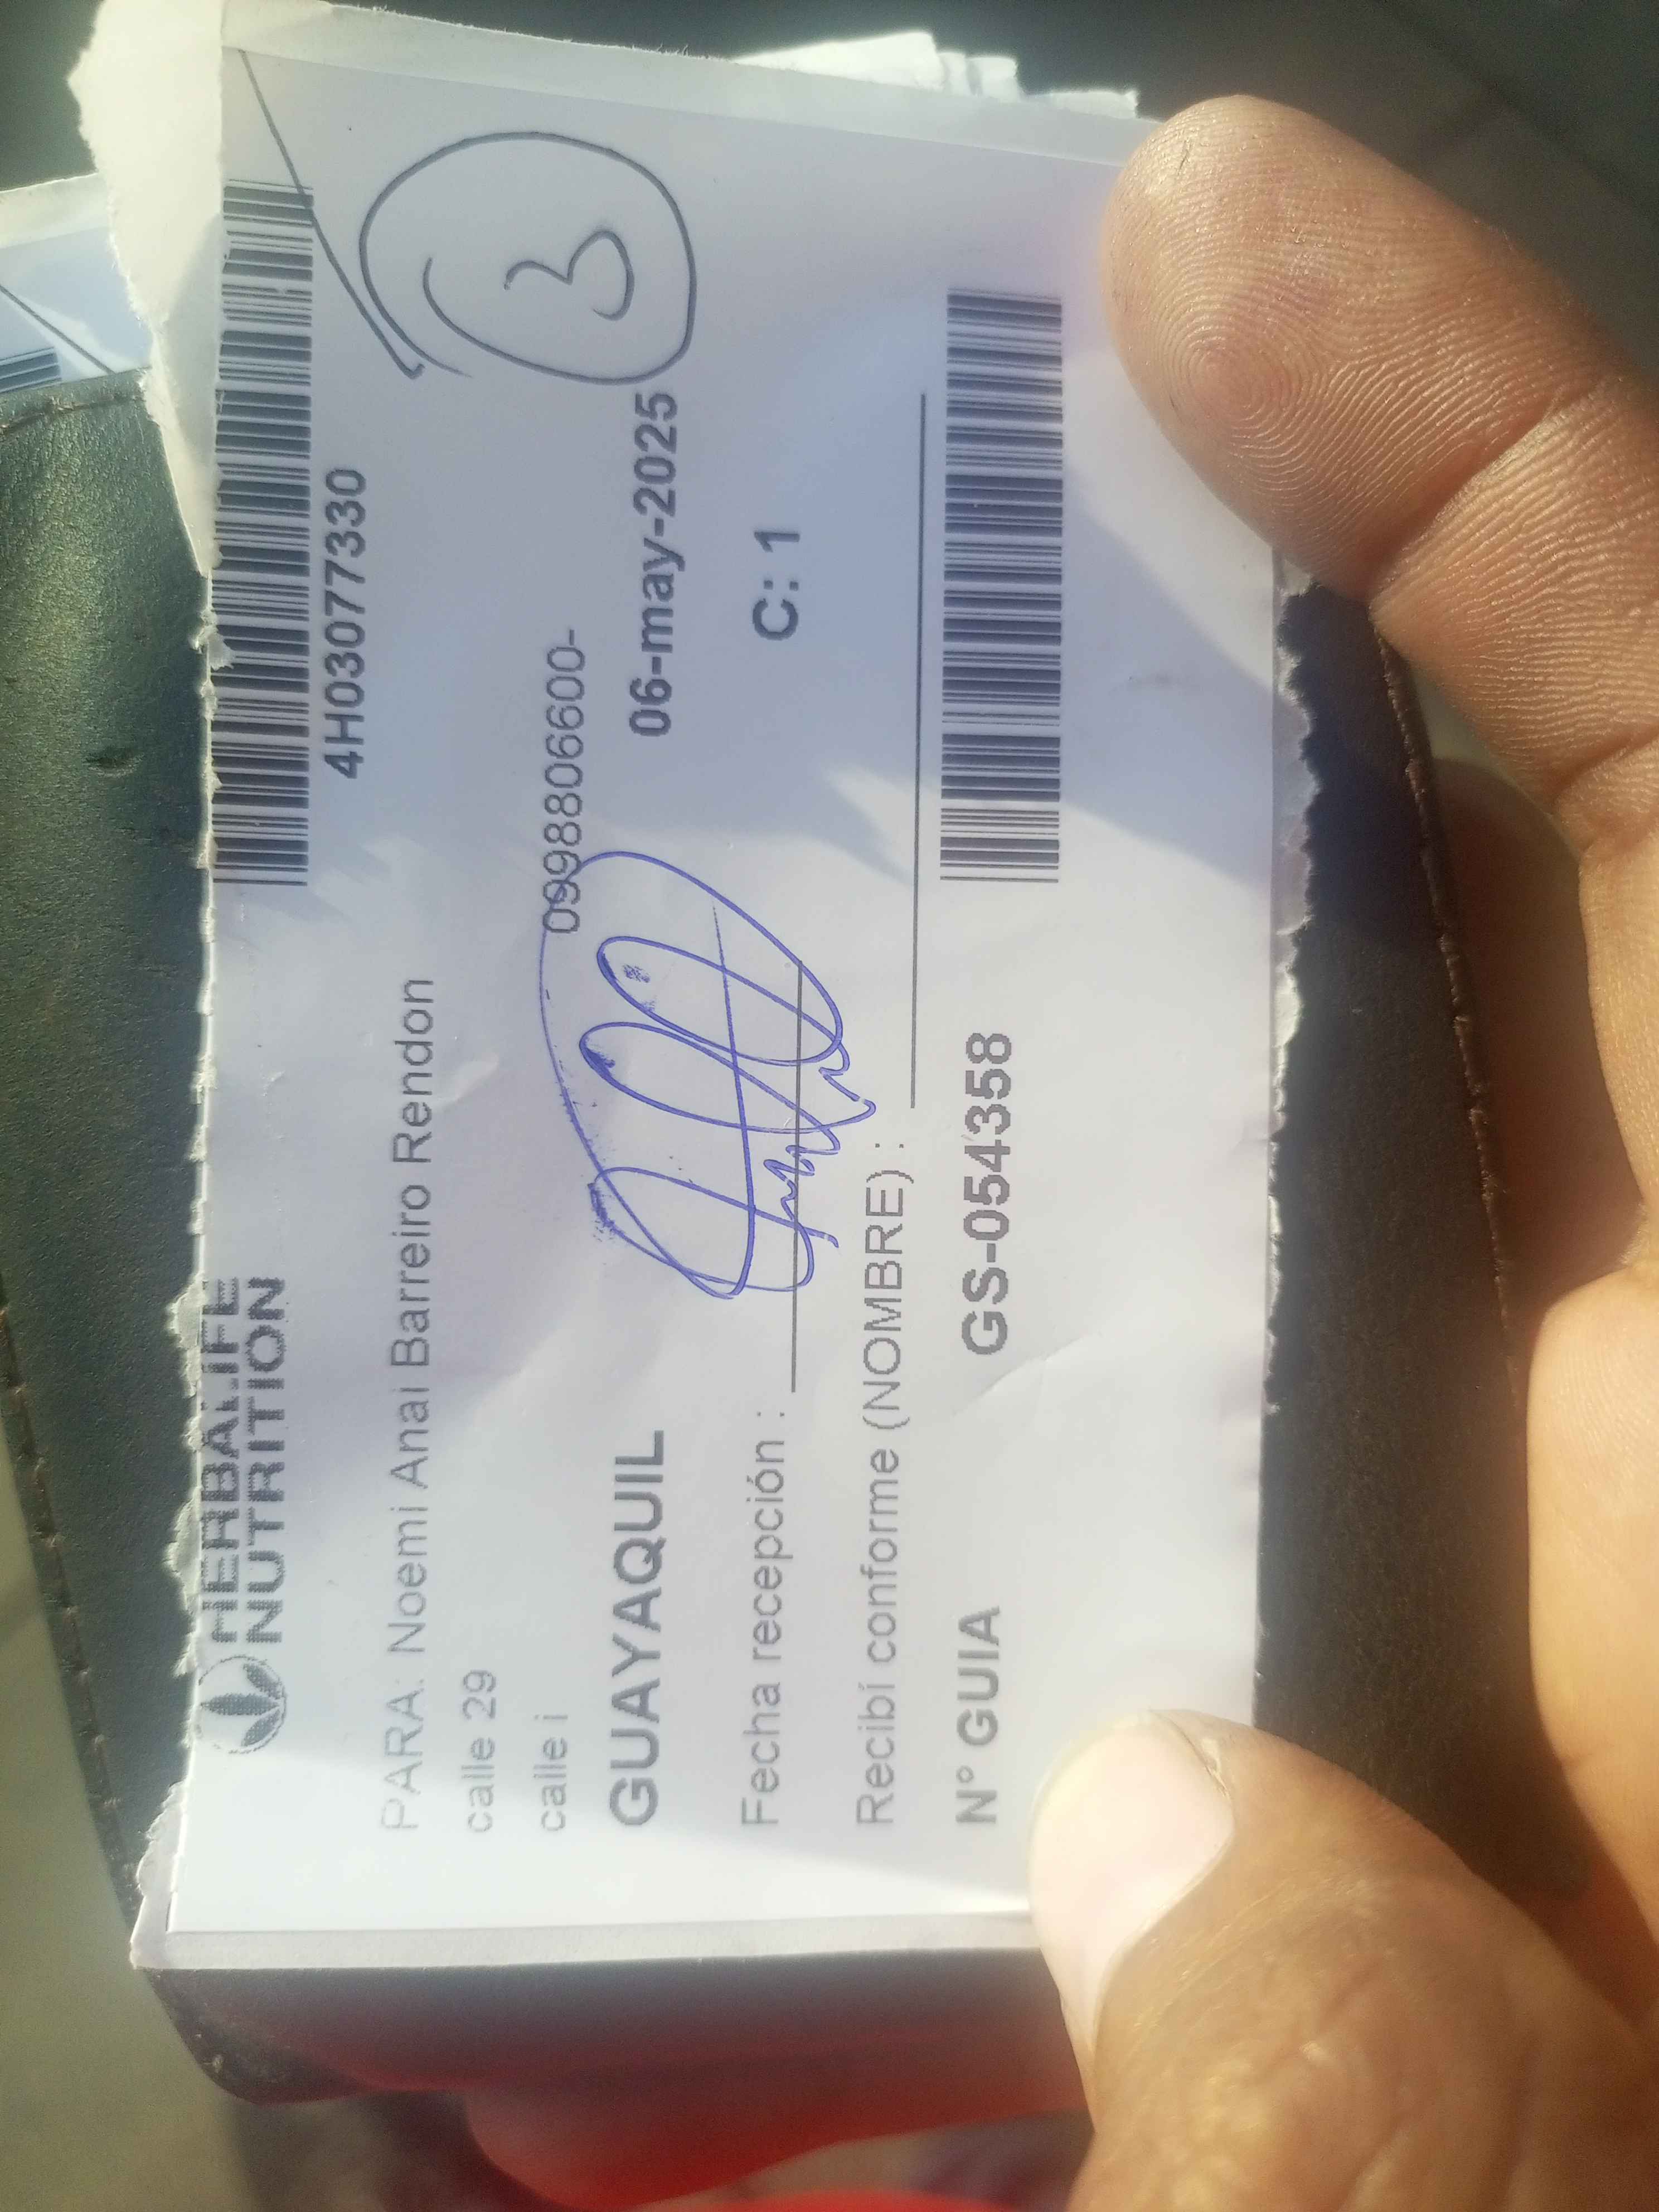 HERBALIFE
NUTRITION
4H03077330
PARA: Noemi Anai Barreiro Rendon
calle 29
calle i
0998806600-
3
GUAYAQUIL
06-may-2025
Fecha recepción :
C: 1
Recibí conforme (NOMBRE) :
N° GUIA
GS-054358